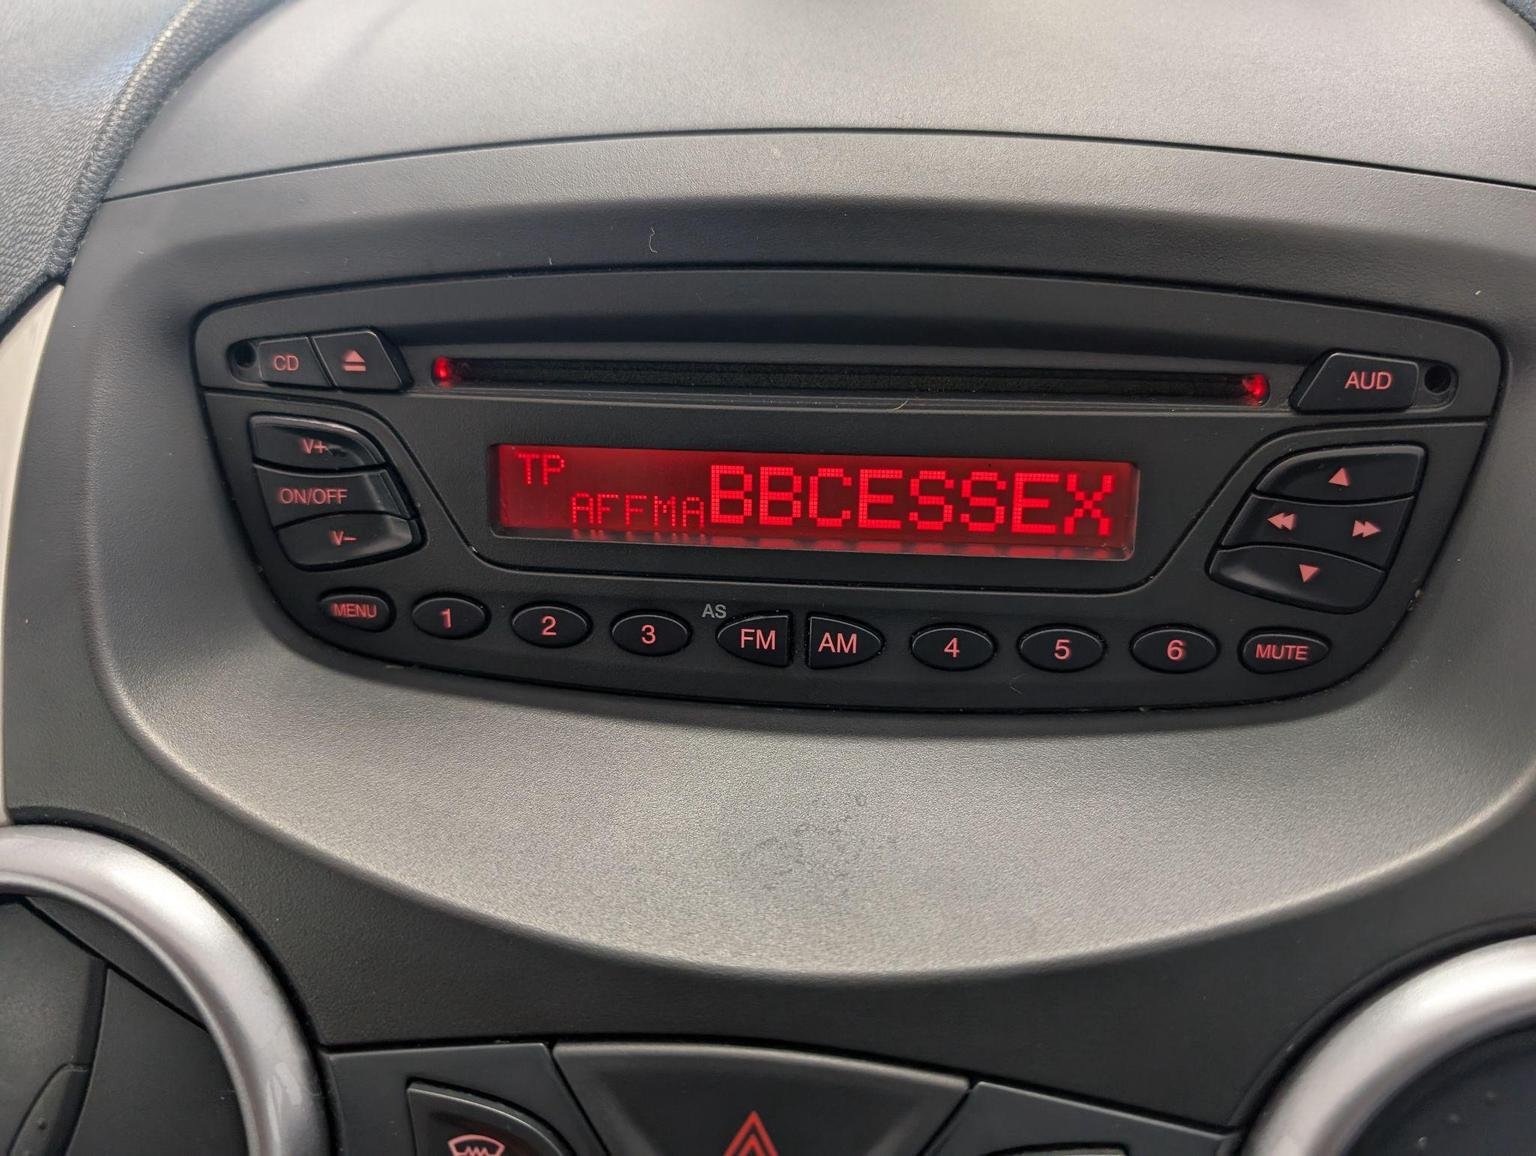 CD AUD
V+
TP
AFFMA BBCESSEX
ON/OFF
V-
MENU 1 2 3 AS FM AM 4 5 6 MUTE